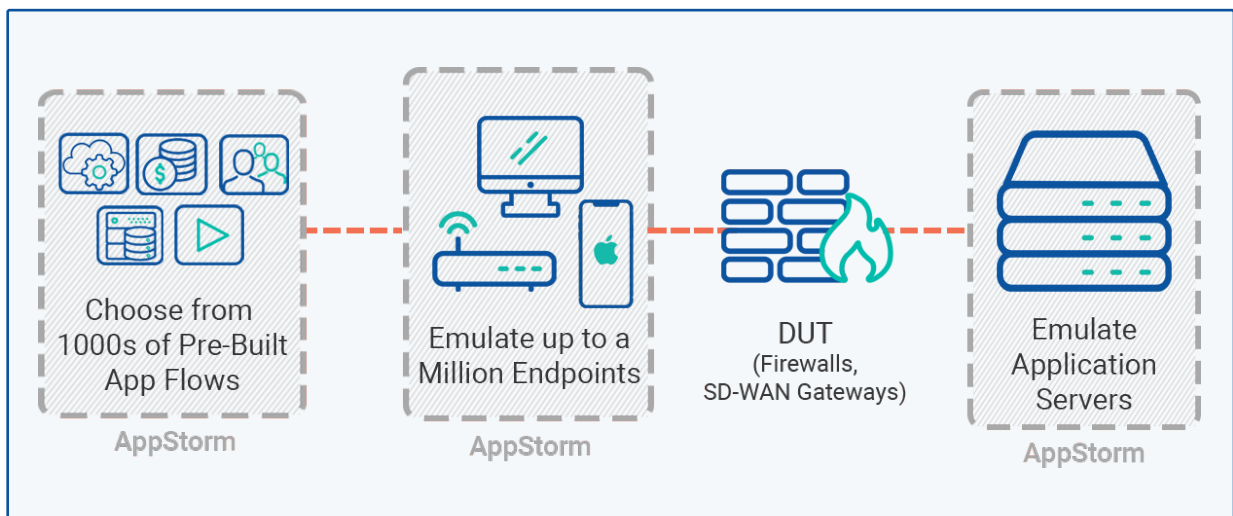 Choose from
1000s of Pre-Built
App Flows
AppStorm
Emulate up to a
Million Endpoints
AppStorm
DUT
(Firewalls,
SD-WAN Gateways)
Emulate
Application
Servers
AppStorm